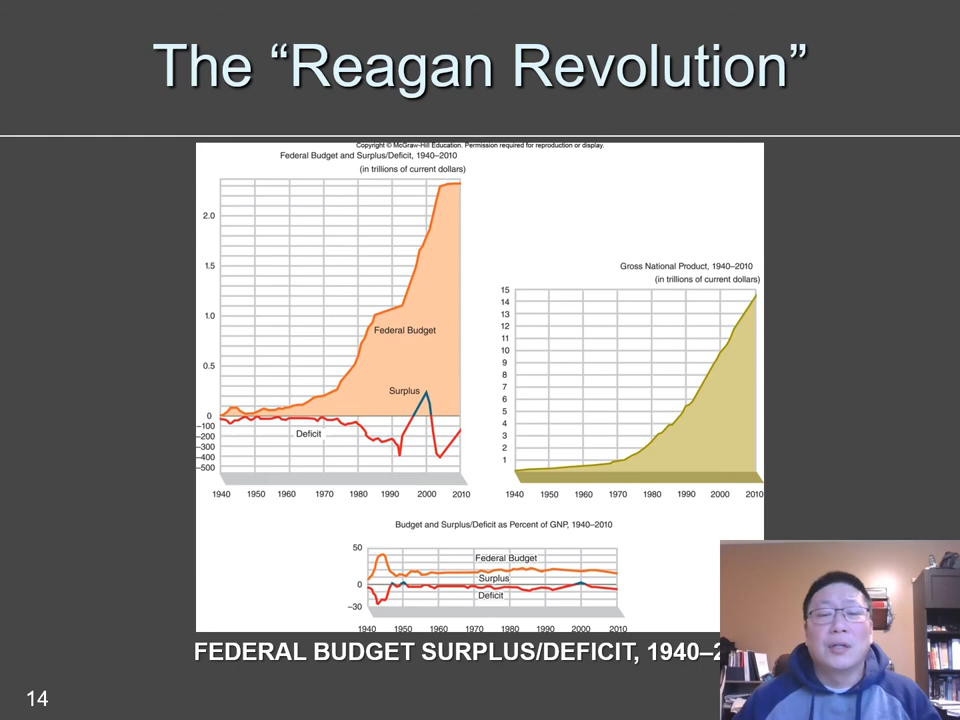 The “Reagan Revolution”
Copyright © McGraw-Hill Education. Permission required for reproduction or display.
Federal Budget and Surplus/Deficit, 1940–2010
(in trillions of current dollars)
2.0
1.5
1.0
Federal Budget
0.5
Surplus
0
–100
Deficit
–200
–300
–400
–500
1940 1950 1960 1970 1980 1990 2000 2010
Gross National Product, 1940–2010
(in trillions of current dollars)
15
14
13
12
11
10
9
8
7
6
5
4
3
2
1
1940 1950 1960 1970 1980 1990 2000 2010
Budget and Surplus/Deficit as Percent of GNP, 1940–2010
50
Federal Budget
Surplus
0
Deficit
–30
1940 1950 1960 1970 1980 1990 2000 2010
FEDERAL BUDGET SURPLUS/DEFICIT, 1940–
14